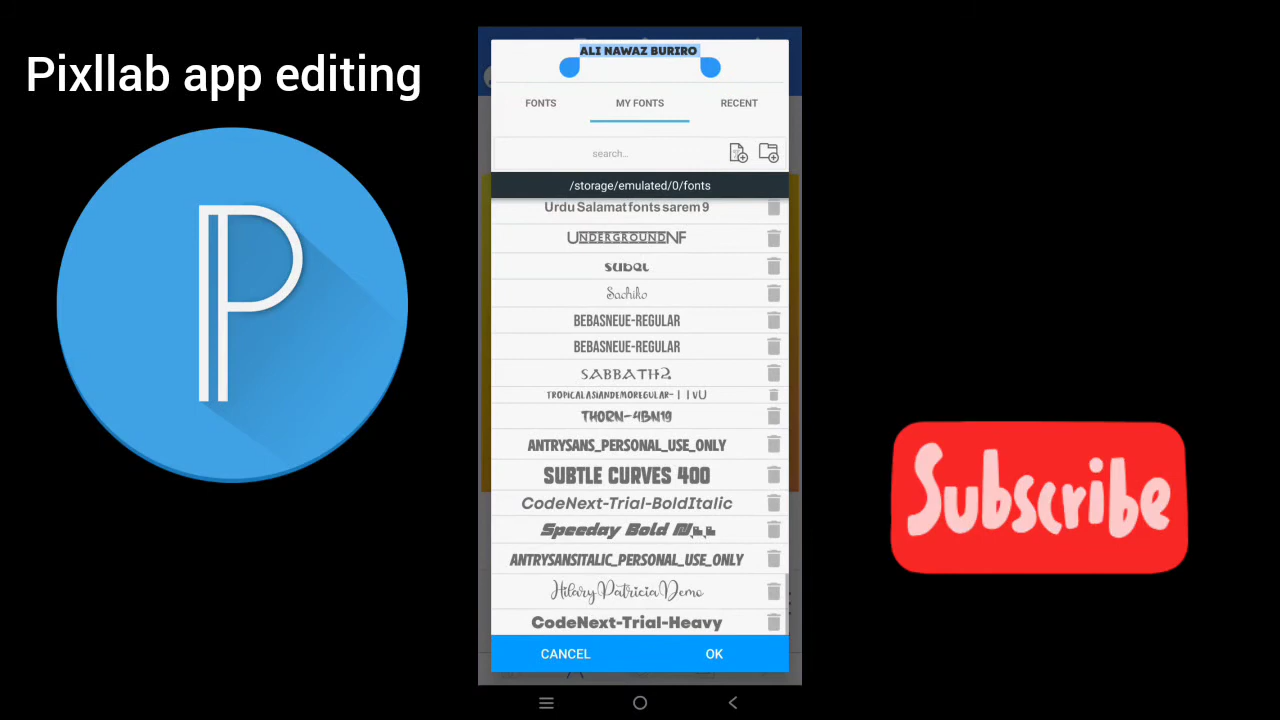 Pixllab app editing
ALI NAWAZ BURIRO
FONTS
MY FONTS
RECENT
search...
/storage/emulated/0/fonts
Urdu Salamat fonts sarem 9
UNDERGROUNDNF
Sachiko
BEBASNEUE-REGULAR
BEBASNEUE-REGULAR
SABBATH2
TROPICALASIANDEMOREGULAR-
THORN-4BN19
ANTRYSANS_PERSONAL_USE_ONLY
SUBTLE CURVES 400
CodeNext-Trial-BoldItalic
Speeday Bold
ANTRYSANSITALIC_PERSONAL_USE_ONLY
HilaryPatriciaDemo
CodeNext-Trial-Heavy
CANCEL
OK
Subscribe